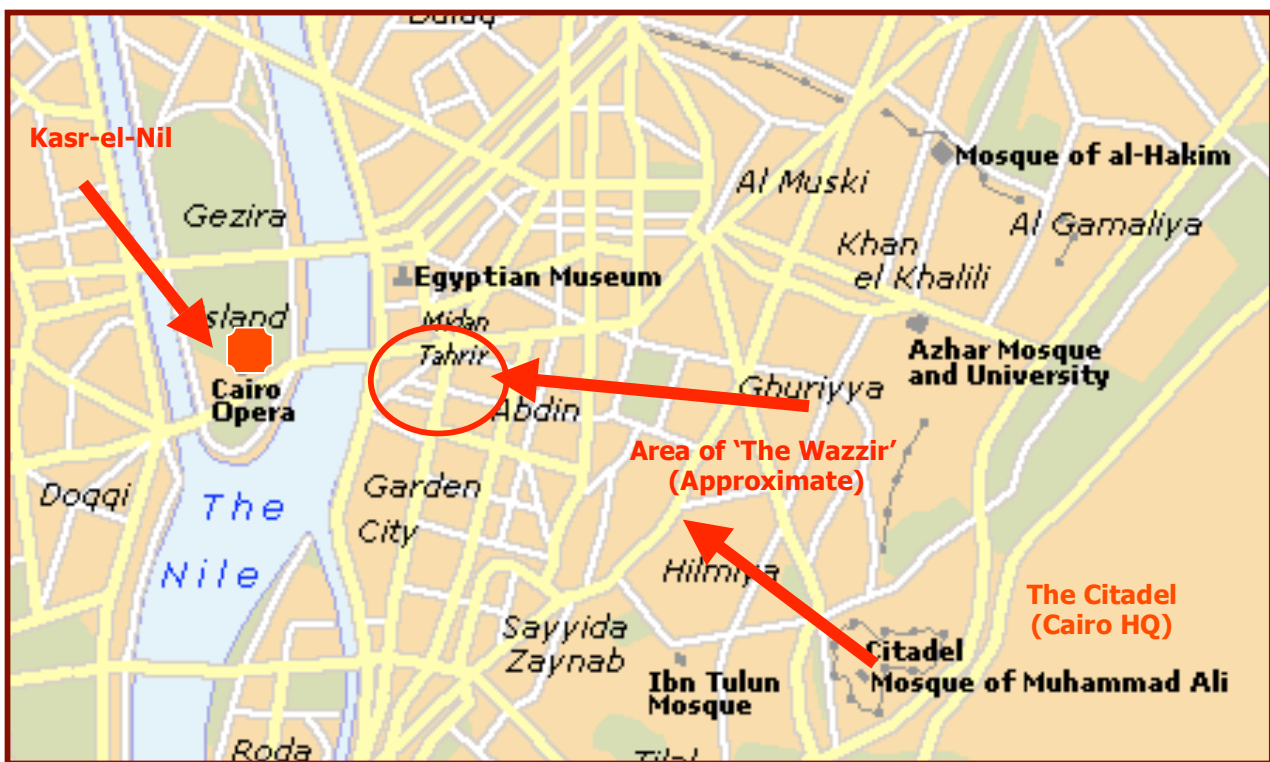 Kasr-el-Nil
Gezira
Island
Cairo
Opera
Doqqi
The
Nile
Roda
Egyptian Museum
Midan
Tahrir
Abdin
Garden
City
Sayyida
Zaynab
Al Muski
Mosque of al-Hakim
Al Gamaliya
Khan
el Khalili
Azhar Mosque
and University
Ghuriyya
Area of ‘The Wazzir’
(Approximate)
Hilmiya
The Citadel
(Cairo HQ)
Citadel
Mosque of Muhammad Ali
Ibn Tulun
Mosque